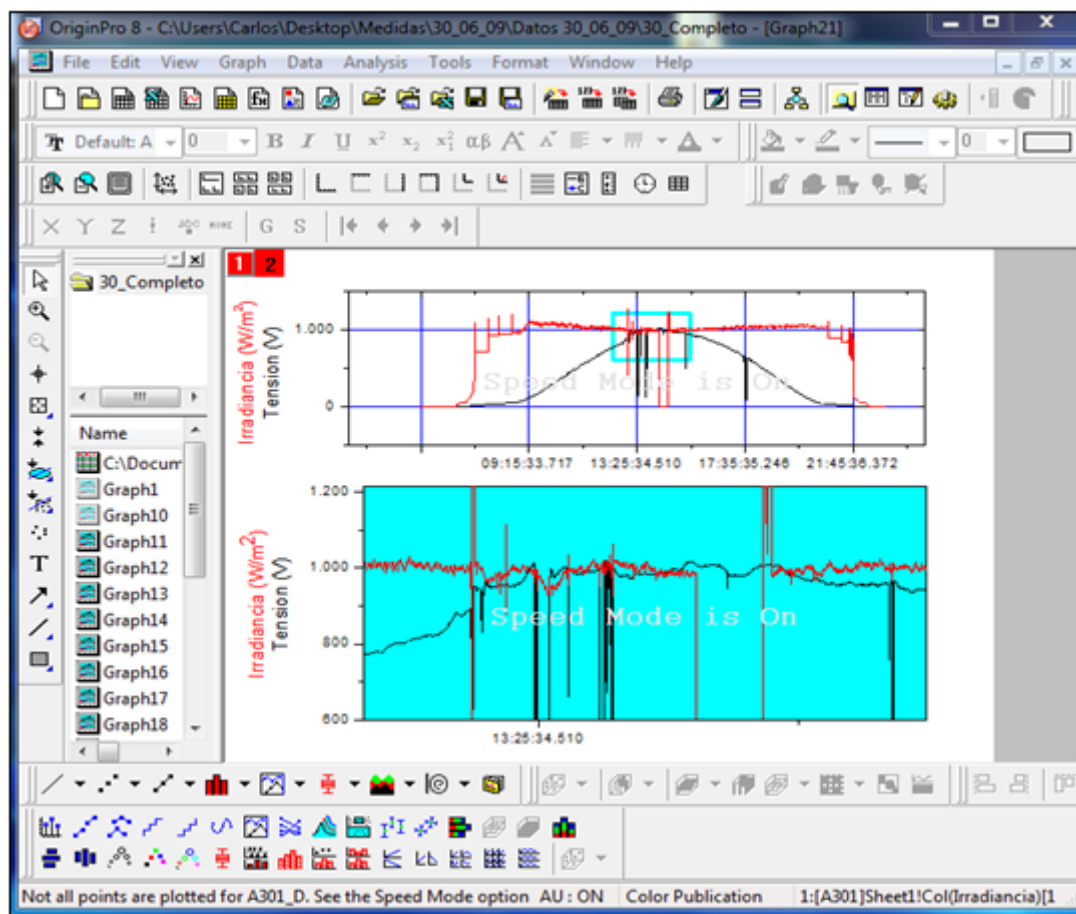 OriginPro 8 - C:\Users\Carlos\Desktop\Medidas\30_06_09\Datos 30_06_09\30_Completo - [Graph21]
File Edit View Graph Data Analysis Tools Format Window Help
Default: A 0 B I U x² x₂ αβ A A A 0
X Y Z G S
30_Completo
Name
C:\Docum
Graph1
Graph10
Graph11
Graph12
Graph13
Graph14
Graph15
Graph16
Graph17
Graph18
1 2
Irradiancia (W/m²)
Tension (V)
1.000
0
Speed Mode is On
09:15:33.717 13:25:34.510 17:35:35.246 21:45:36.372
Irradiancia (W/m²)
Tension (V)
1.200
1.000
800
600
Speed Mode is On
13:25:34.510
Not all points are plotted for A301_D. See the Speed Mode option AU : ON Color Publication 1:[A301]Sheet1!Col(Irradiancia)[1